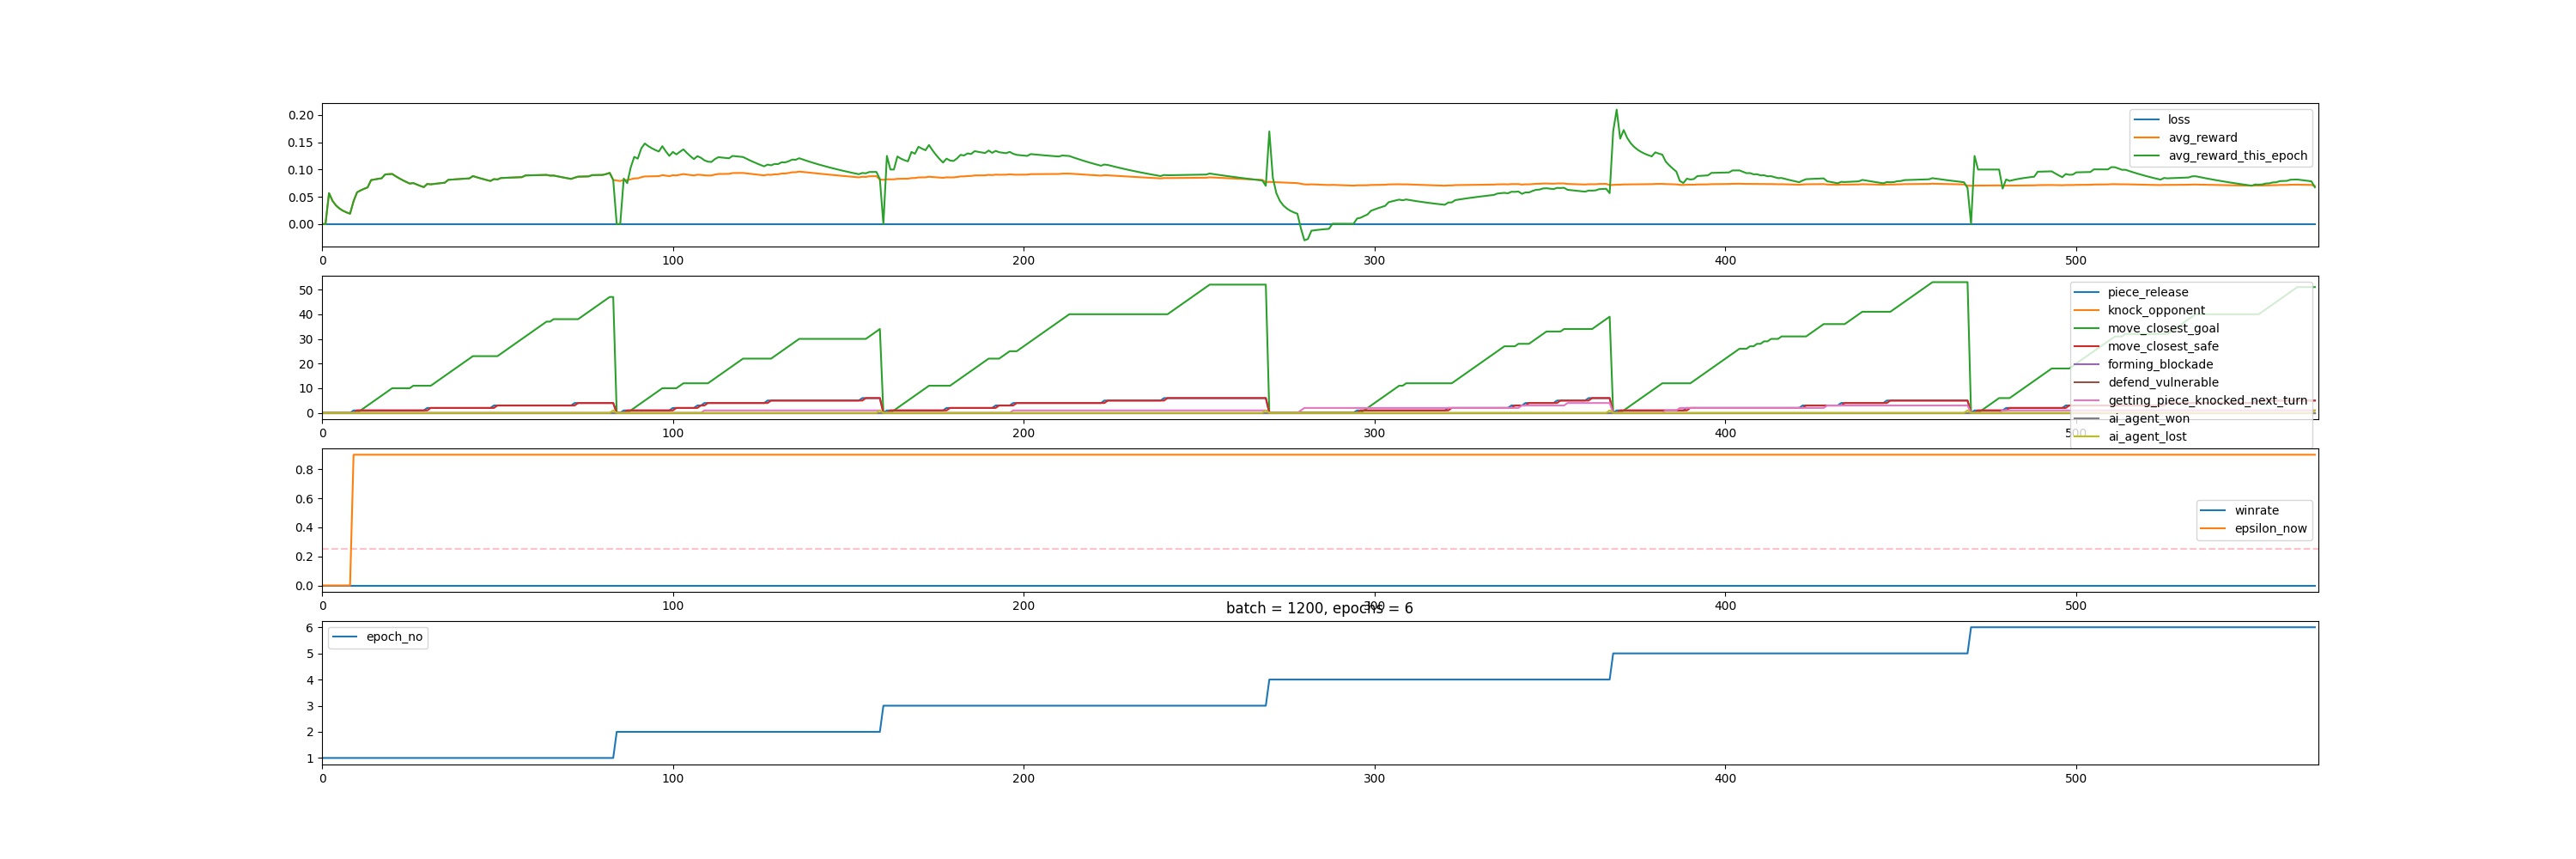 0.20
0.15
0.10
0.05
0.00
loss
avg_reward
avg_reward_this_epoch
0 100 200 300 400 500
50
40
30
20
10
0
piece_release
knock_opponent
move_closest_goal
move_closest_safe
forming_blockade
defend_vulnerable
getting_piece_knocked_next_turn
ai_agent_won
ai_agent_lost
0 100 200 300 400 500
0.8
0.6
0.4
0.2
0.0
winrate
epsilon_now
0 100 200 300 400 500
batch = 1200, epochs = 6
6
5
4
3
2
1
epoch_no
0 100 200 300 400 500